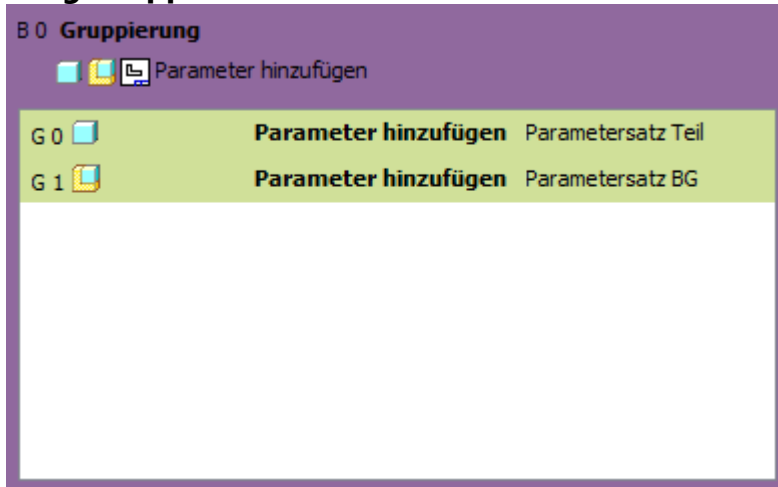 B 0 Gruppierung
Parameter hinzufügen
G 0 Parameter hinzufügen Parametersatz Teil
G 1 Parameter hinzufügen Parametersatz BG